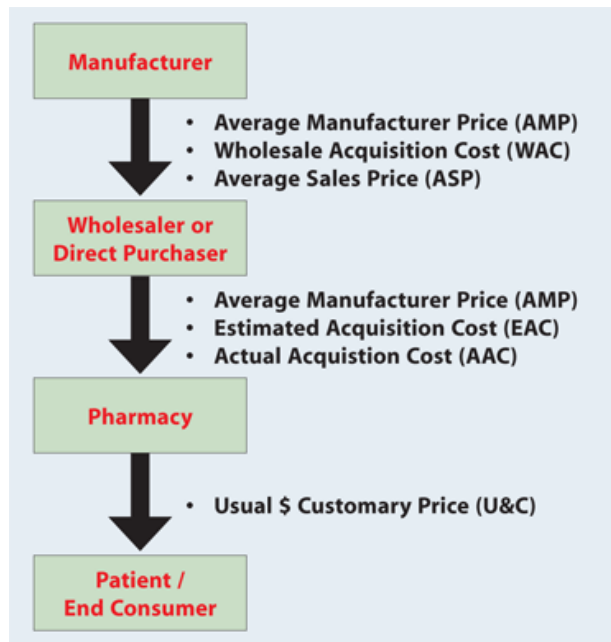 Manufacturer
• Average Manufacturer Price (AMP)
• Wholesale Acquisition Cost (WAC)
• Average Sales Price (ASP)
Wholesaler or
Direct Purchaser
• Average Manufacturer Price (AMP)
• Estimated Acquisition Cost (EAC)
• Actual Acquistion Cost (AAC)
Pharmacy
• Usual $ Customary Price (U&C)
Patient /
End Consumer